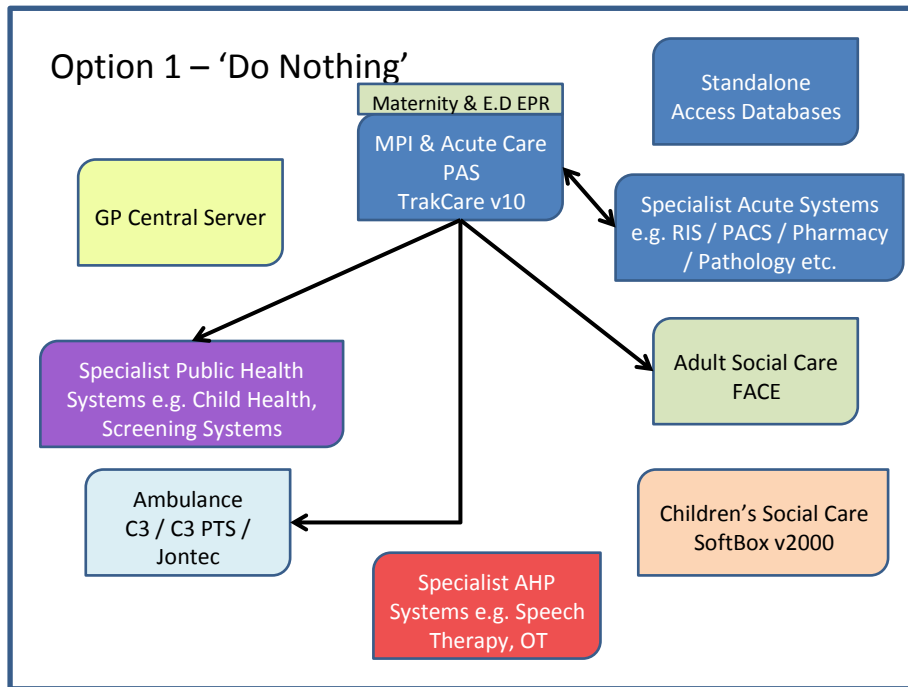 Option 1 – ‘Do Nothing’
Maternity & E.D EPR
MPI & Acute Care
PAS
TrakCare v10
Standalone
Access Databases
GP Central Server
Specialist Acute Systems
e.g. RIS / PACS / Pharmacy
/ Pathology etc.
Specialist Public Health
Systems e.g. Child Health,
Screening Systems
Adult Social Care
FACE
Ambulance
C3 / C3 PTS /
Jontec
Children’s Social Care
SoftBox v2000
Specialist AHP
Systems e.g. Speech
Therapy, OT